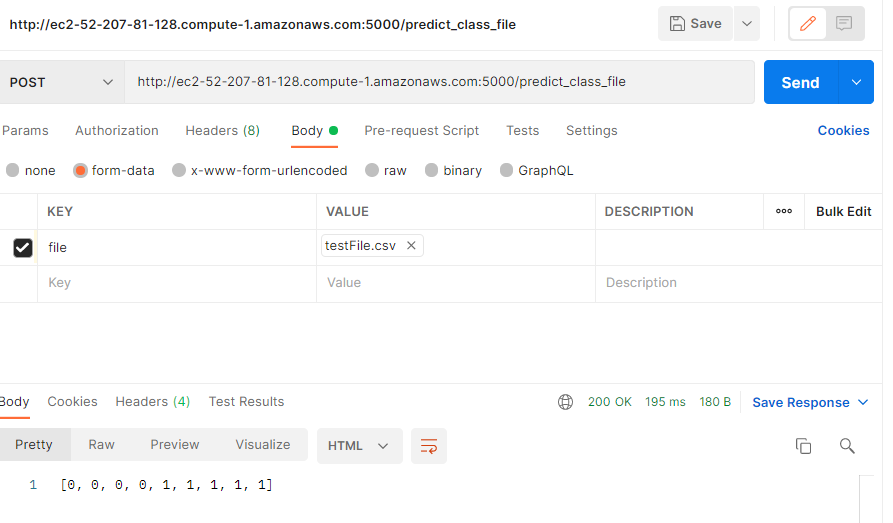 http://ec2-52-207-81-128.compute-1.amazonaws.com:5000/predict_class_file
Save
POST
http://ec2-52-207-81-128.compute-1.amazonaws.com:5000/predict_class_file
Send
Params Authorization Headers (8) Body Pre-request Script Tests Settings Cookies
none form-data x-www-form-urlencoded raw binary GraphQL
KEY VALUE DESCRIPTION Bulk Edit
file testFile.csv
Key Value Description
Body Cookies Headers (4) Test Results 200 OK 195 ms 180 B Save Response
Pretty Raw Preview Visualize HTML
1 [0, 0, 0, 0, 1, 1, 1, 1, 1]